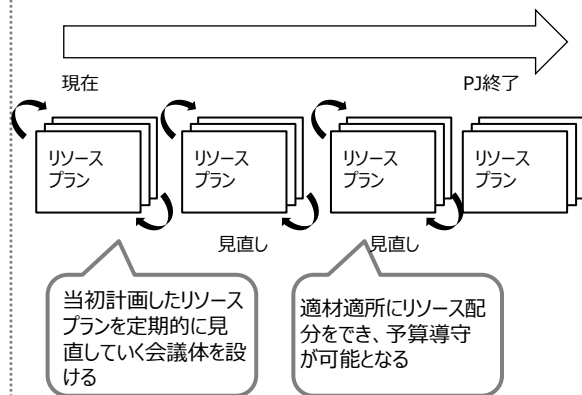 現在
PJ終了
リソース
プラン
リソース
プラン
リソース
プラン
リソース
プラン
見直し
見直し
当初計画したリソース
プランを定期的に見
直していく会議体を設
ける
適材適所にリソース配
分をでき、予算導守
が可能となる